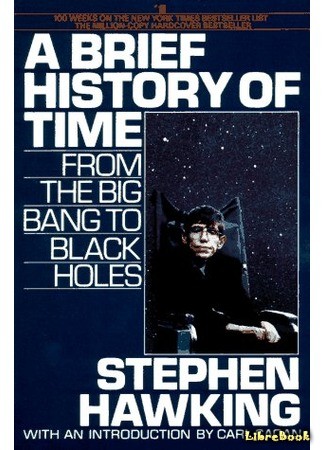 #1
100 WEEKS ON THE NEW YORK TIMES BESTSELLER LIST
THE MILLION-COPY HARDCOVER BESTSELLER
A BRIEF
HISTORY OF
TIME
FROM
THE BIG
BANG TO
BLACK
HOLES
STEPHEN
HAWKING
WITH AN INTRODUCTION BY CARL SAGAN
Librebook